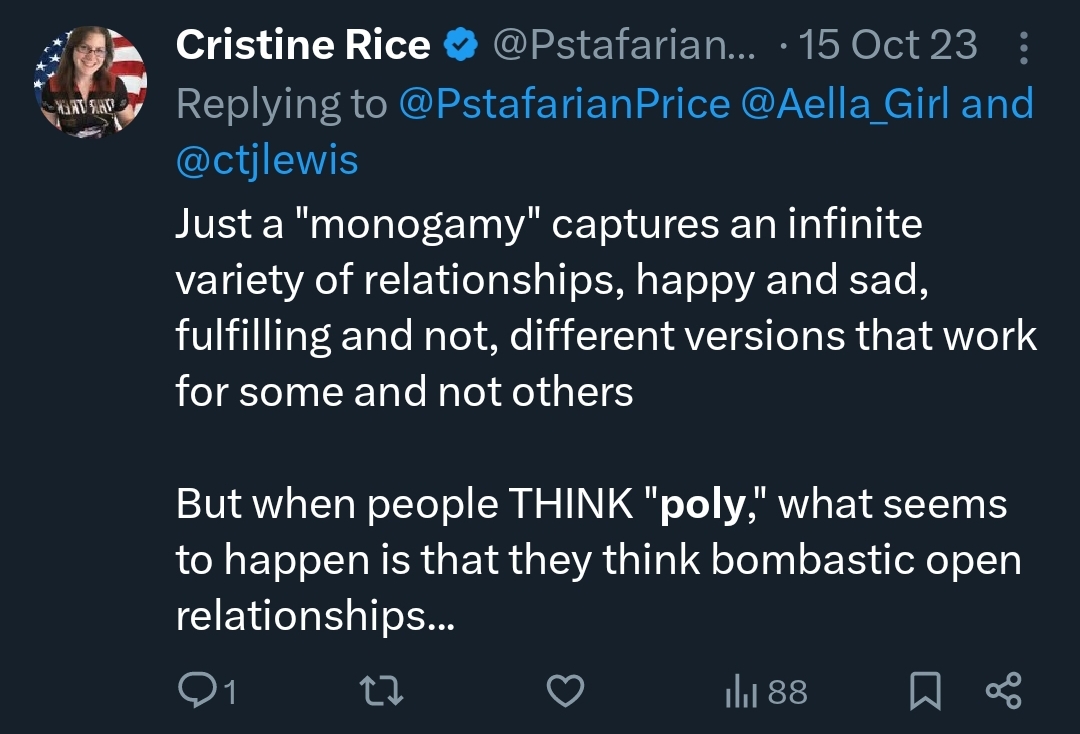 Cristine Rice @Pstafarian... · 15 Oct 23
Replying to @PstafarianPrice @Aella_Girl and
@ctjlewis
Just a "monogamy" captures an infinite
variety of relationships, happy and sad,
fulfilling and not, different versions that work
for some and not others
But when people THINK "poly," what seems
to happen is that they think bombastic open
relationships...
1 88